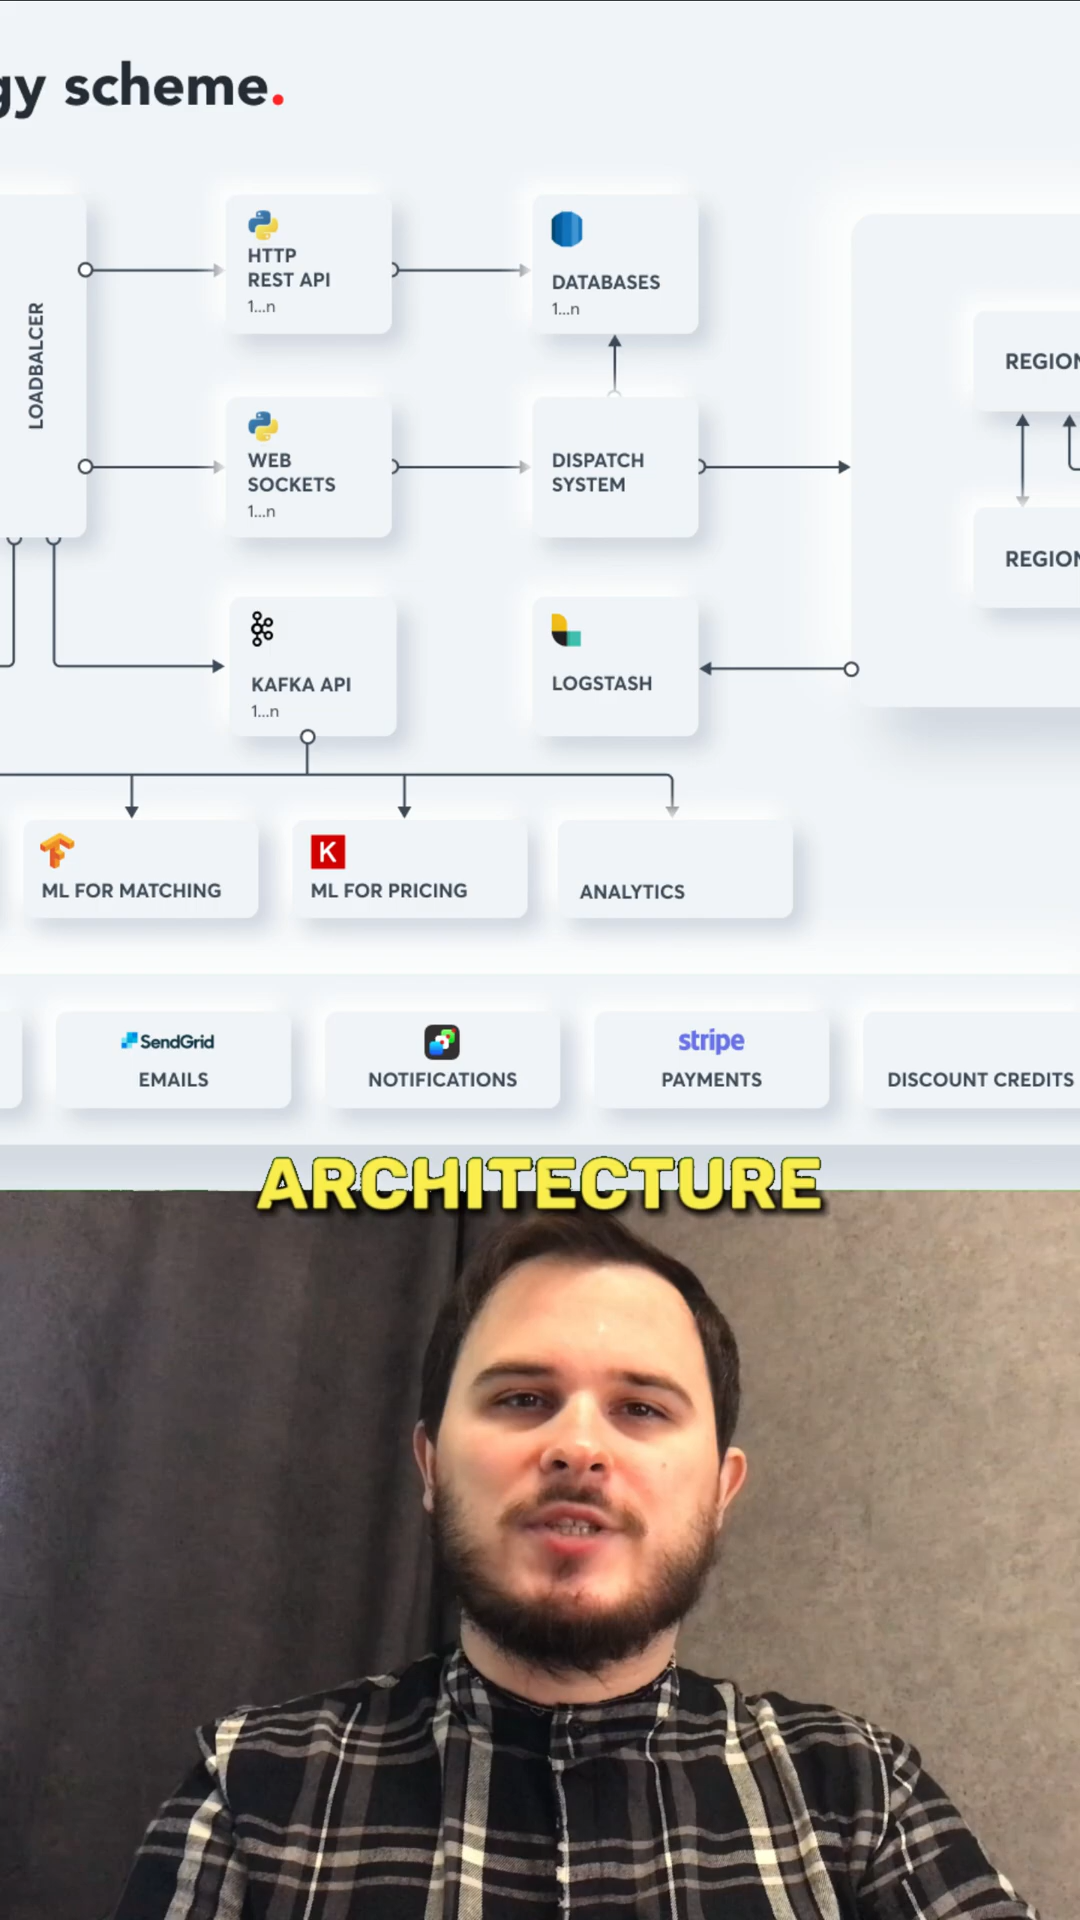 gy scheme.
LOADBALCER
HTTP
REST API
1...n
DATABASES
1...n
REGION
WEB
SOCKETS
1...n
DISPATCH
SYSTEM
REGION
KAFKA API
1...n
LOGSTASH
K
ML FOR MATCHING
ML FOR PRICING
ANALYTICS
SendGrid
EMAILS
NOTIFICATIONS
stripe
PAYMENTS
DISCOUNT CREDITS
ARCHITECTURE